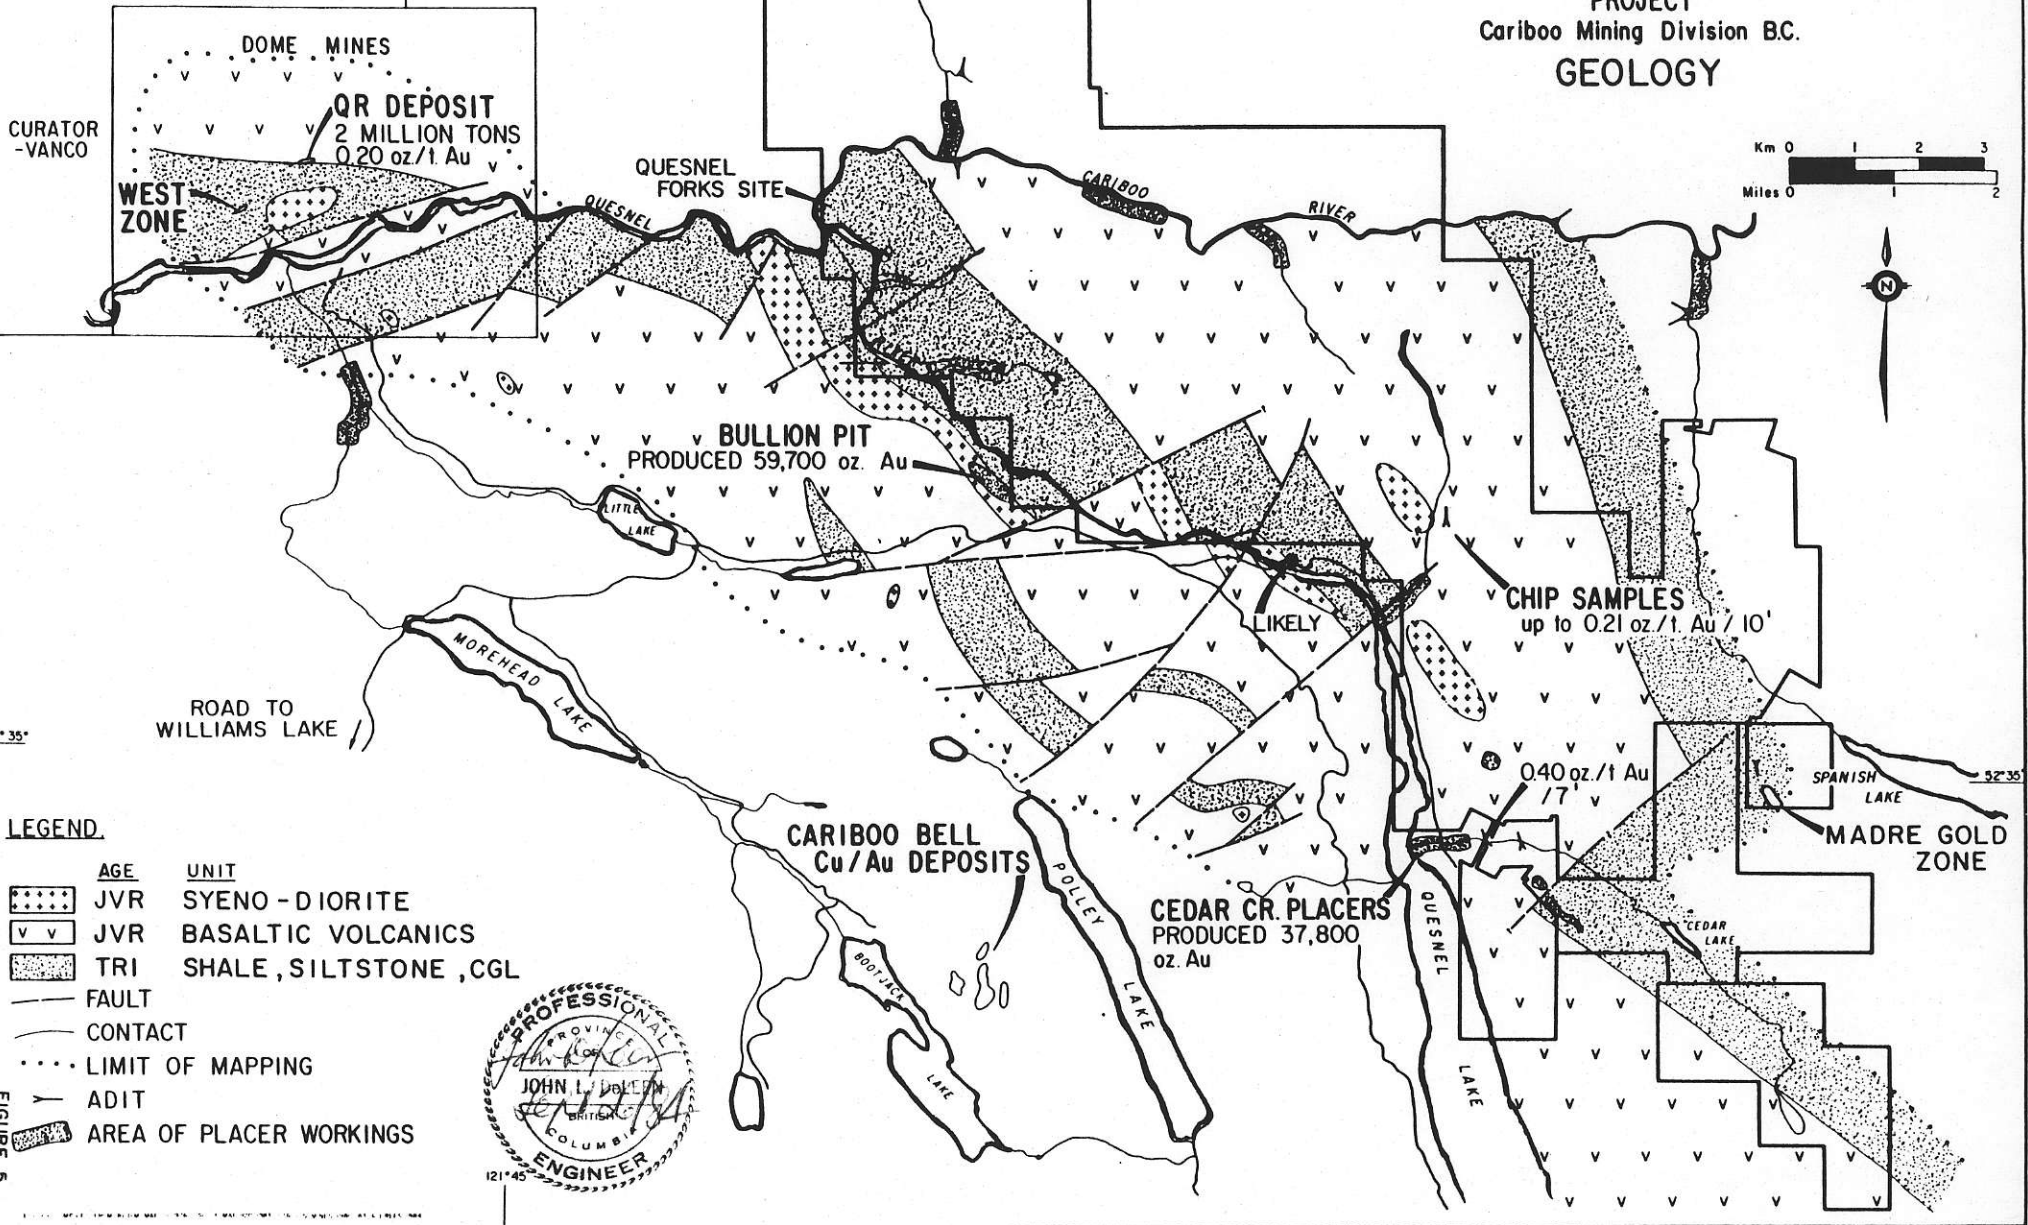 PROJECT
Cariboo Mining Division B.C.
GEOLOGY
Km 0 1 2 3
Miles 0 1 2
N
DOME MINES
QR DEPOSIT
2 MILLION TONS
0.20 oz./t. Au
CURATOR
-VANCO
WEST
ZONE
QUESNEL
FORKS SITE
QUESNEL
CARIBOO
RIVER
BULLION PIT
PRODUCED 59,700 oz. Au
LITTLE
LAKE
MOREHEAD LAKE
ROAD TO
WILLIAMS LAKE
LIKELY
CHIP SAMPLES
up to 0.21 oz./t. Au / 10'
0.40 oz./t Au
/7'
SPANISH
LAKE
52°35'
MADRE GOLD
ZONE
CARIBOO BELL
Cu/Au DEPOSITS
POLLEY LAKE
CEDAR CR. PLACERS
PRODUCED 37,800
oz. Au
QUESNEL LAKE
CEDAR
LAKE
BOOTJACK
LAKE
°35'
LEGEND
AGE UNIT
JVR SYENO-DIORITE
v v JVR BASALTIC VOLCANICS
TRI SHALE, SILTSTONE, CGL
FAULT
CONTACT
LIMIT OF MAPPING
ADIT
AREA OF PLACER WORKINGS
PROFESSIONAL
PROVINCE
OF
JOHN L. DeLEEN
BRITISH
COLUMBIA
ENGINEER
121°45'